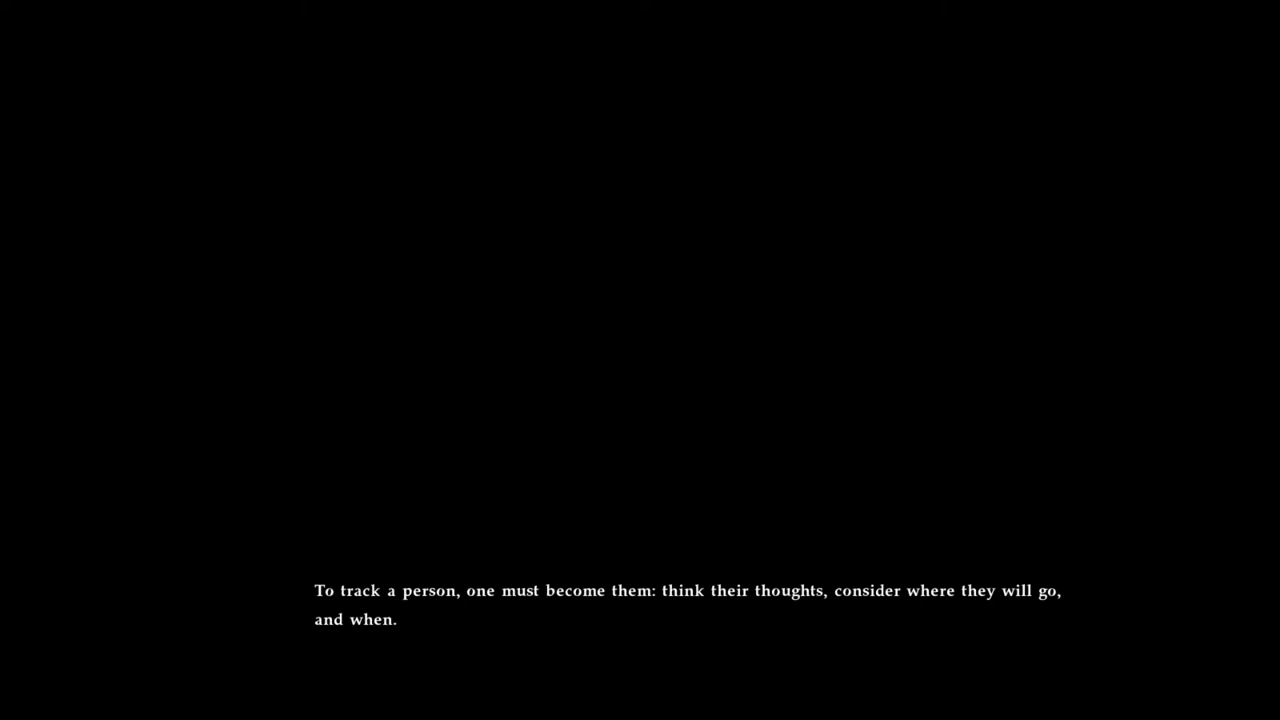 To track a person, one must become them: think their thoughts, consider where they will go,
and when.